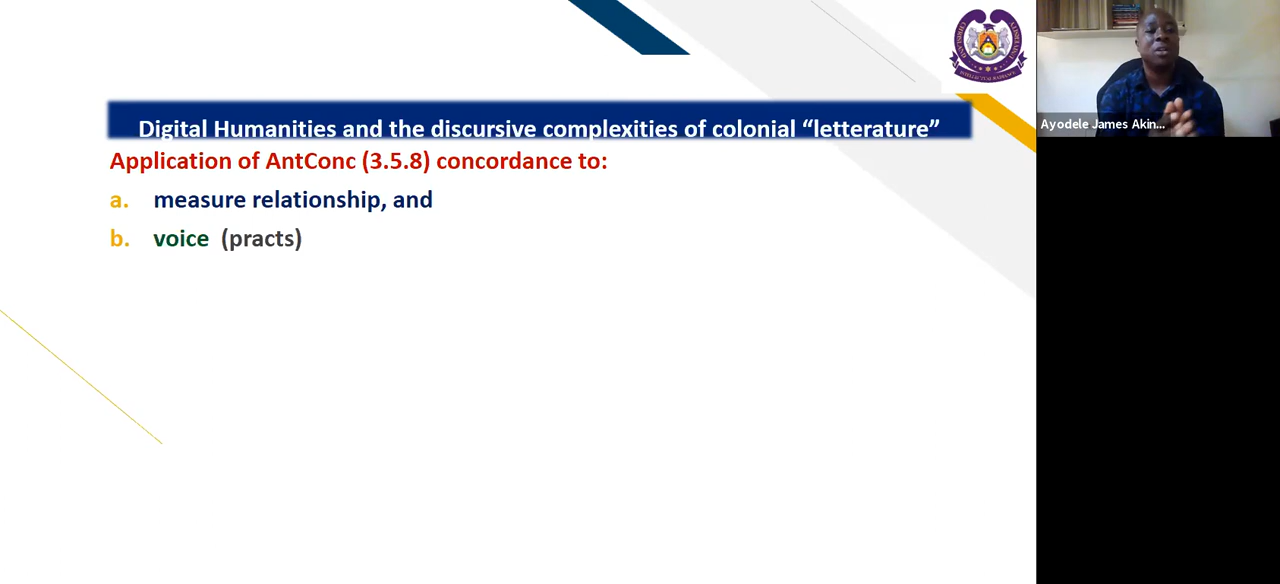 Digital Humanities and the discursive complexities of colonial “letterature”
Application of AntConc (3.5.8) concordance to:
a. measure relationship, and
b. voice (practs)
Ayodele James Akin...